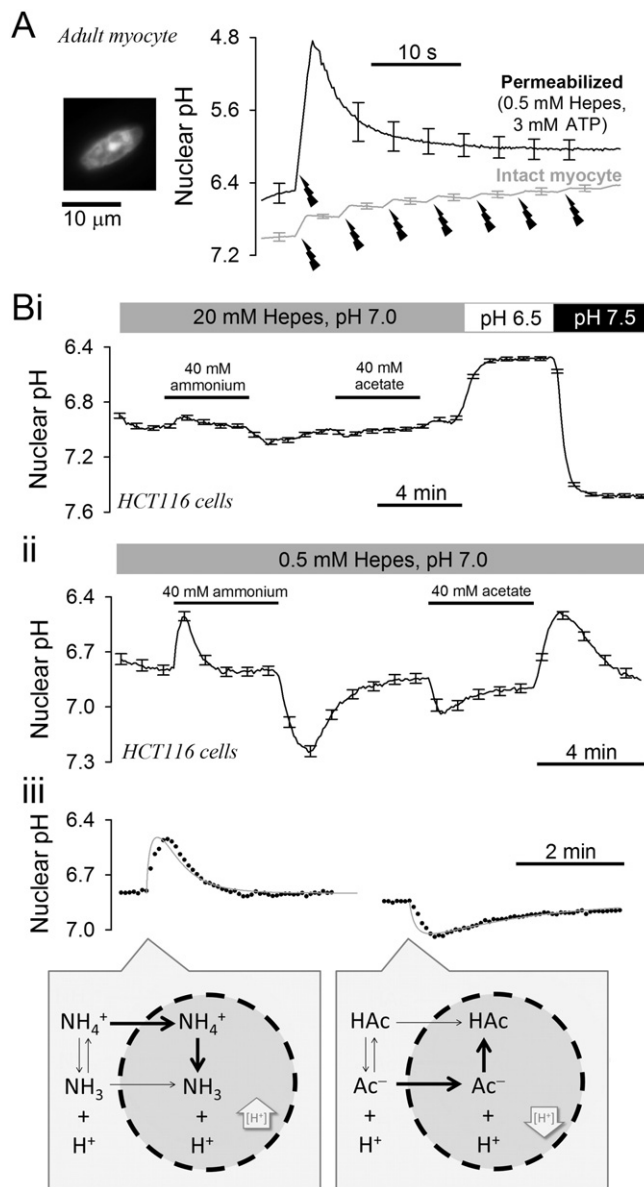 A
Adult myocyte
10 μm
Nuclear pH
4.8
5.6
6.4
7.2
10 s
Permeabilized
(0.5 mM Hepes,
3 mM ATP)
Intact myocyte
Bi
20 mM Hepes, pH 7.0
pH 6.5
pH 7.5
Nuclear pH
6.4
6.8
7.2
7.6
40 mM
ammonium
40 mM
acetate
4 min
HCT116 cells
ii
0.5 mM Hepes, pH 7.0
Nuclear pH
6.4
6.7
7.0
7.3
40 mM ammonium
40 mM acetate
HCT116 cells
4 min
iii
Nuclear pH
6.4
6.7
7.0
2 min
NH₄⁺
NH₄⁺
NH₃
NH₃
+
+
H⁺
H⁺
[H⁺]
HAc
HAc
Ac⁻
Ac⁻
+
+
H⁺
H⁺
[H⁺]